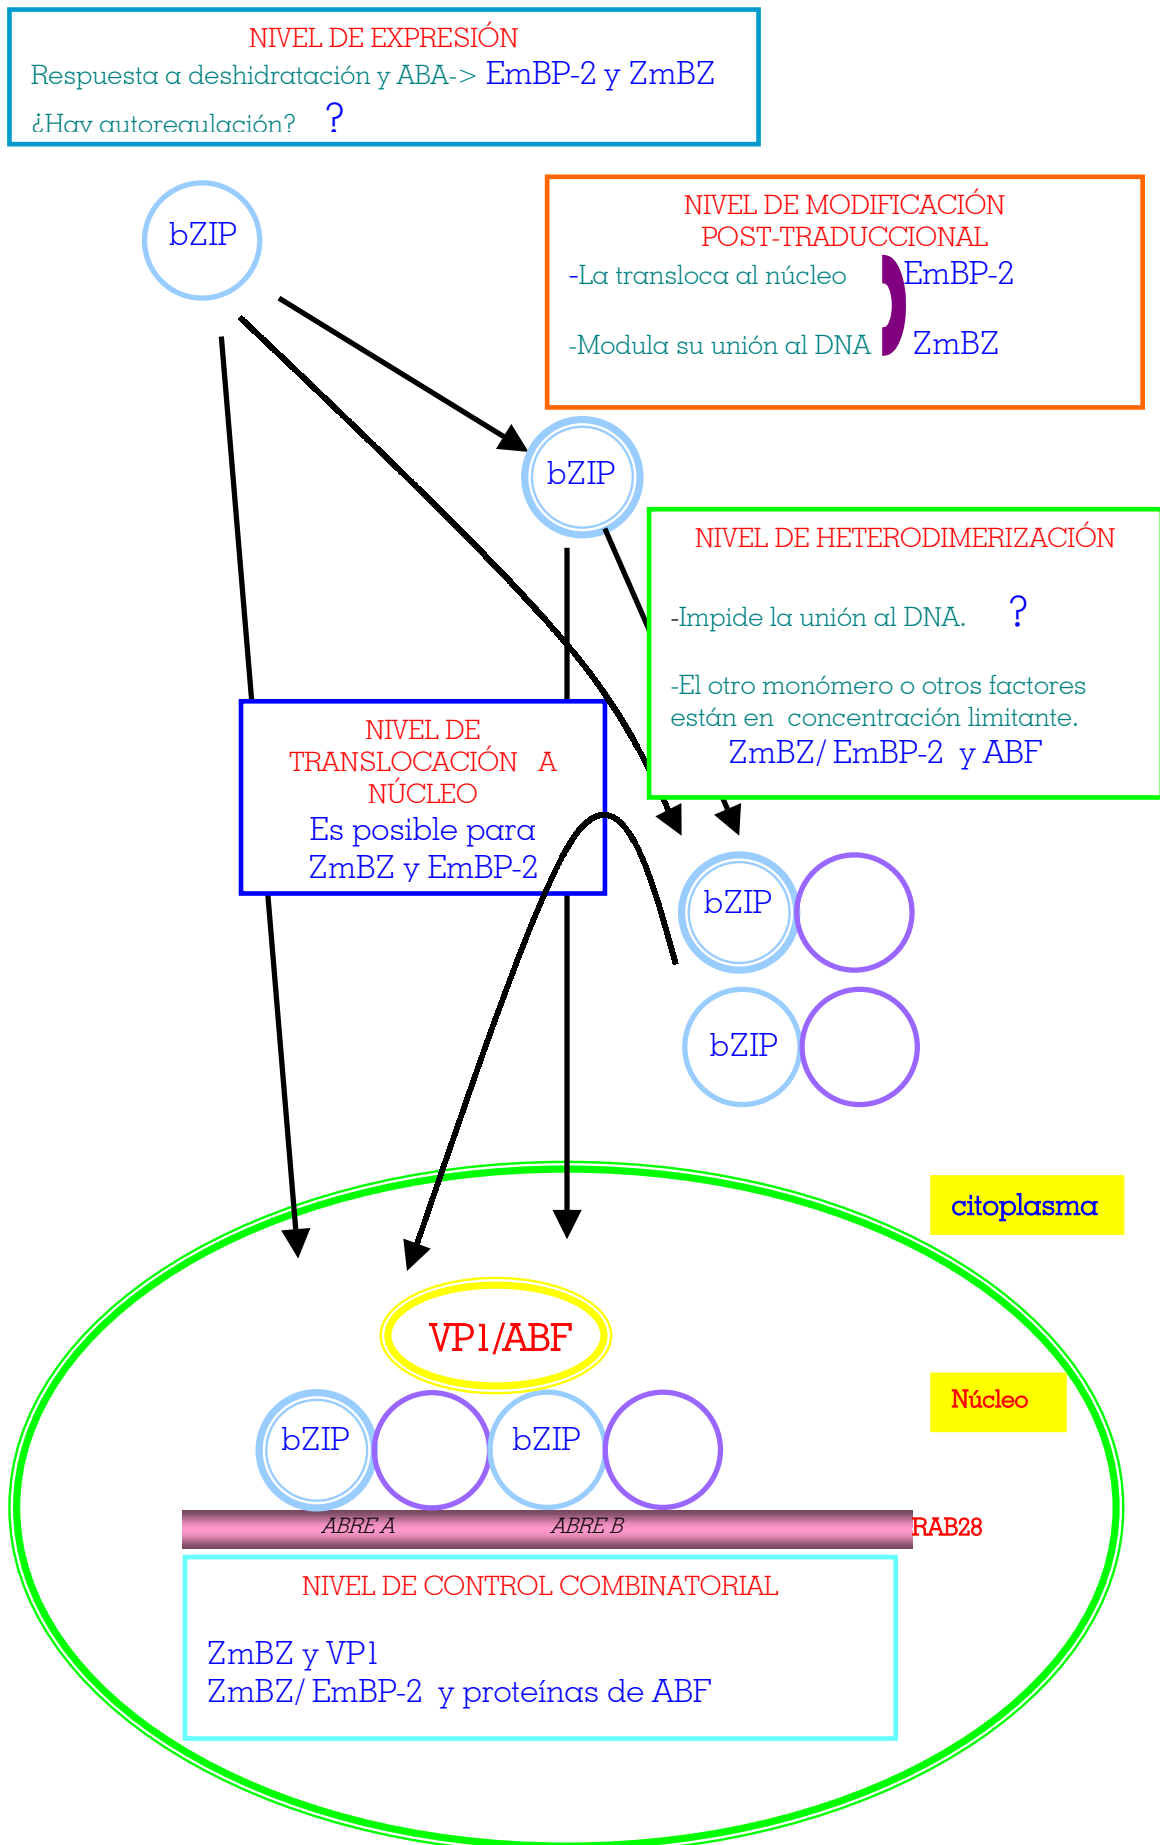 NIVEL DE EXPRESIÓN
Respuesta a deshidratación y ABA-> EmBP-2 y ZmBZ
¿Hay autoregulación? ?
bZIP
NIVEL DE MODIFICACIÓN
POST-TRADUCCIONAL
-La transloca al núcleo EmBP-2
-Modula su unión al DNA ZmBZ
bZIP
NIVEL DE HETERODIMERIZACIÓN
-Impide la unión al DNA. ?
-El otro monómero o otros factores
están en concentración limitante.
ZmBZ/ EmBP-2 y ABF
NIVEL DE
TRANSLOCACIÓN A
NÚCLEO
Es posible para
ZmBZ y EmBP-2
bZIP
bZIP
citoplasma
VP1/ABF
Núcleo
bZIP bZIP
ABRE A ABRE B
RAB28
NIVEL DE CONTROL COMBINATORIAL
ZmBZ y VP1
ZmBZ/ EmBP-2 y proteínas de ABF